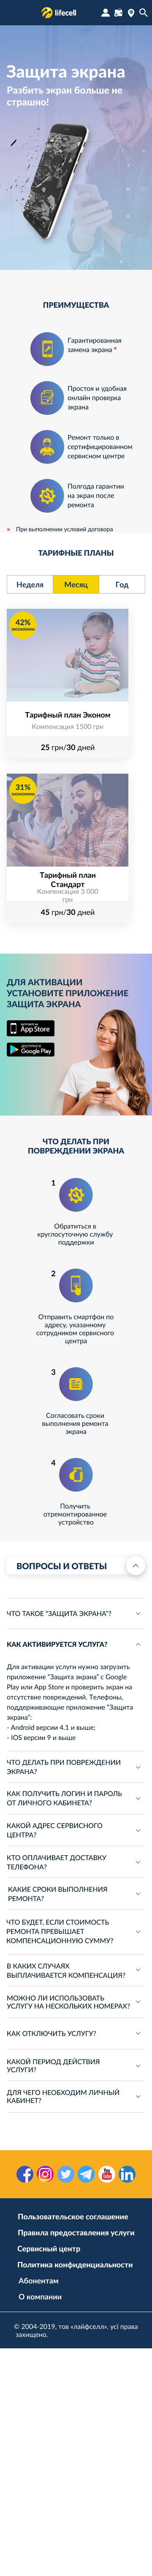 lifecell
Защита экрана
Разбить экран больше не
страшно!
ПРЕИМУЩЕСТВА
Гарантированная
замена экрана*
Простоя и удобная
онлайн проверка
экрана
Ремонт только в
сертифицированном
сервисном центре
Полгода гарантии
на экран после
ремонта
* При выполнении условий договора
ТАРИФНЫЕ ПЛАНЫ
Неделя Месяц Год
42%
экономии
Тарифный план Эконом
Компенсация 1500 грн
25 грн/30 дней
31%
экономии
Тарифный план
Стандарт
Компенсация 3 000
грн
45 грн/30 дней
ДЛЯ АКТИВАЦИИ
УСТАНОВИТЕ ПРИЛОЖЕНИЕ
ЗАЩИТА ЭКРАНА
App Store
Google Play
ЧТО ДЕЛАТЬ ПРИ
ПОВРЕЖДЕНИИ ЭКРАНА
1
Обратиться в
круглосуточную службу
поддержки
2
Отправить смартфон по
адресу, указанному
сотрудником сервисного
центра
3
Согласовать сроки
выполнения ремонта
экрана
4
Получить
отремонтированное
устройство
ВОПРОСЫ И ОТВЕТЫ
ЧТО ТАКОЕ "ЗАЩИТА ЭКРАНА"?
КАК АКТИВИРУЕТСЯ УСЛУГА?
Для активации услуги нужно загрузить
приложение "Защита экрана" с Google
Play или App Store и проверить экран на
отсутствие повреждений. Телефоны,
поддерживающие приложение "Защита
экрана":
- Android версии 4.1 и выше;
- IOS версии 9 и выше
ЧТО ДЕЛАТЬ ПРИ ПОВРЕЖДЕНИИ
ЭКРАНА?
КАК ПОЛУЧИТЬ ЛОГИН И ПАРОЛЬ
ОТ ЛИЧНОГО КАБИНЕТА?
КАКОЙ АДРЕС СЕРВИСНОГО
ЦЕНТРА?
КТО ОПЛАЧИВАЕТ ДОСТАВКУ
ТЕЛЕФОНА?
КАКИЕ СРОКИ ВЫПОЛНЕНИЯ
РЕМОНТА?
ЧТО БУДЕТ, ЕСЛИ СТОИМОСТЬ
РЕМОНТА ПРЕВЫШАЕТ
КОМПЕНСАЦИОННУЮ СУММУ?
В КАКИХ СЛУЧАЯХ
ВЫПЛАЧИВАЕТСЯ КОМПЕНСАЦИЯ?
МОЖНО ЛИ ИСПОЛЬЗОВАТЬ
УСЛУГУ НА НЕСКОЛЬКИХ НОМЕРАХ?
КАК ОТКЛЮЧИТЬ УСЛУГУ?
КАКОЙ ПЕРИОД ДЕЙСТВИЯ
УСЛУГИ?
ДЛЯ ЧЕГО НЕОБХОДИМ ЛИЧНЫЙ
КАБИНЕТ?
Пользовательское соглашение
Правила предоставления услуги
Сервисный центр
Политика конфиденциальности
Абонентам
О компании
© 2004-2019, тов «лайфселл». усі права
захищено.